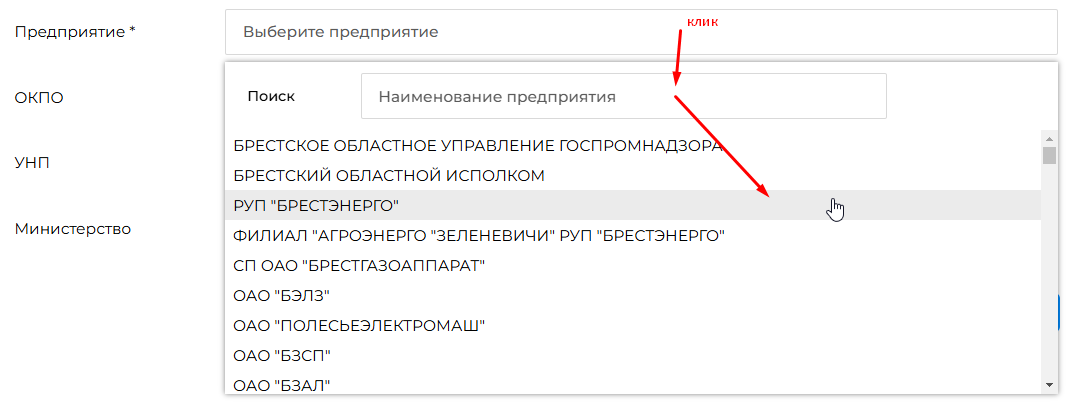 клик
Предприятие *
Выберите предприятие
ОКПО
Поиск
Наименование предприятия
УНП
БРЕСТСКОЕ ОБЛАСТНОЕ УПРАВЛЕНИЕ ГОСПРОМНАДЗОРА
БРЕСТСКИЙ ОБЛАСТНОЙ ИСПОЛКОМ
РУП "БРЕСТЭНЕРГО"
Министерство
ФИЛИАЛ "АГРОЭНЕРГО "ЗЕЛЕНЕВИЧИ" РУП "БРЕСТЭНЕРГО"
СП ОАО "БРЕСТГАЗОАППАРАТ"
ОАО "БЭЛЗ"
ОАО "ПОЛЕСЬЕЭЛЕКТРОМАШ"
ОАО "БЗСП"
ОАО "БЗАЛ"